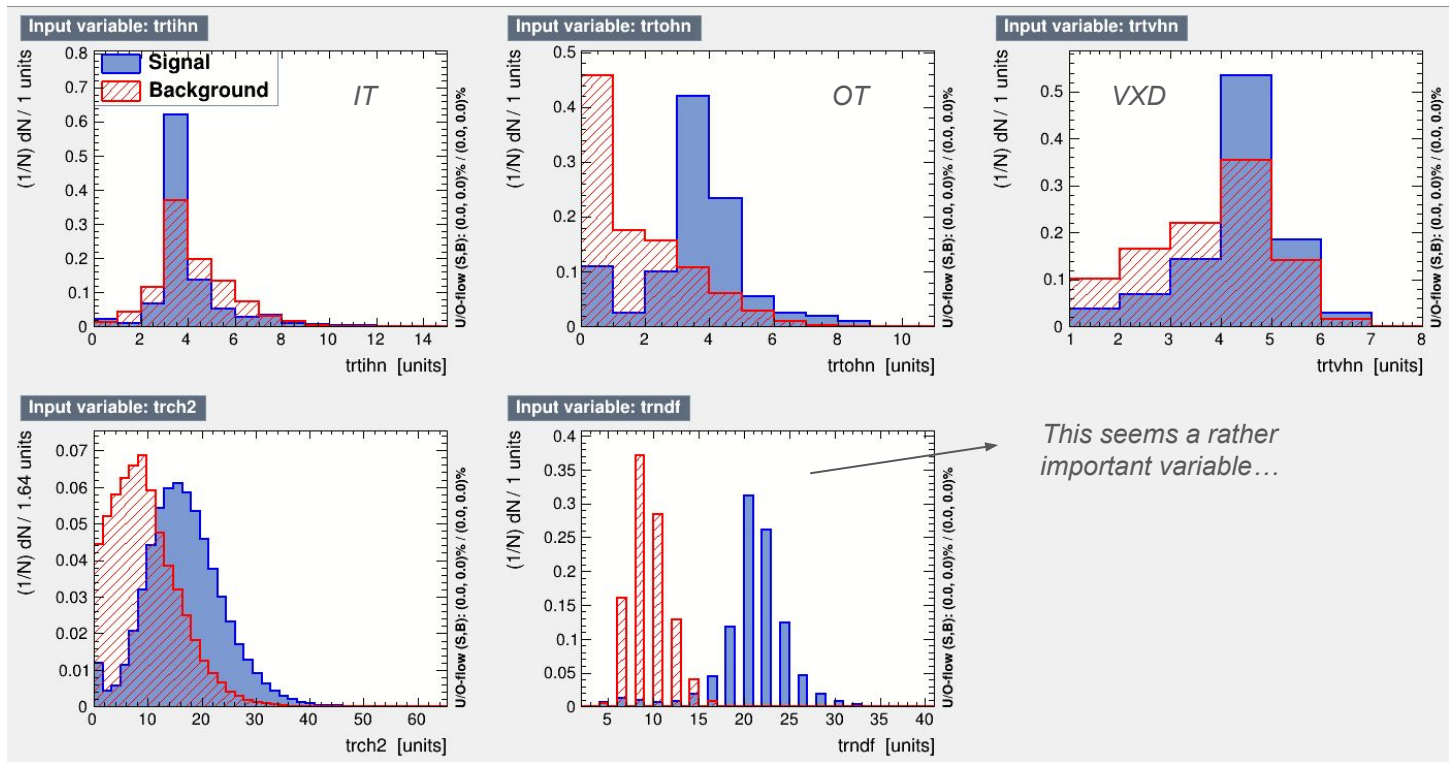 Input variable: trtihn
(1/N) dN / 1 units
0.8
0.7
0.6
0.5
0.4
0.3
0.2
0.1
0
Signal
Background
IT
0 2 4 6 8 10 12 14
trtihn [units]
U/O-flow (S,B): (0.0, 0.0)% / (0.0, 0.0)%
Input variable: trtohn
(1/N) dN / 1 units
0.5
0.4
0.3
0.2
0.1
0
OT
0 2 4 6 8 10
trtohn [units]
U/O-flow (S,B): (0.0, 0.0)% / (0.0, 0.0)%
Input variable: trtvhn
(1/N) dN / 1 units
0.5
0.4
0.3
0.2
0.1
0
VXD
1 2 3 4 5 6 7 8
trtvhn [units]
U/O-flow (S,B): (0.0, 0.0)% / (0.0, 0.0)%
Input variable: trch2
(1/N) dN / 1.64 units
0.07
0.06
0.05
0.04
0.03
0.02
0.01
0
0 10 20 30 40 50 60
trch2 [units]
U/O-flow (S,B): (0.0, 0.0)% / (0.0, 0.0)%
Input variable: trndf
(1/N) dN / 1 units
0.4
0.35
0.3
0.25
0.2
0.15
0.1
0.05
0
5 10 15 20 25 30 35 40
trndf [units]
U/O-flow (S,B): (0.0, 0.0)% / (0.0, 0.0)%
This seems a rather
important variable…